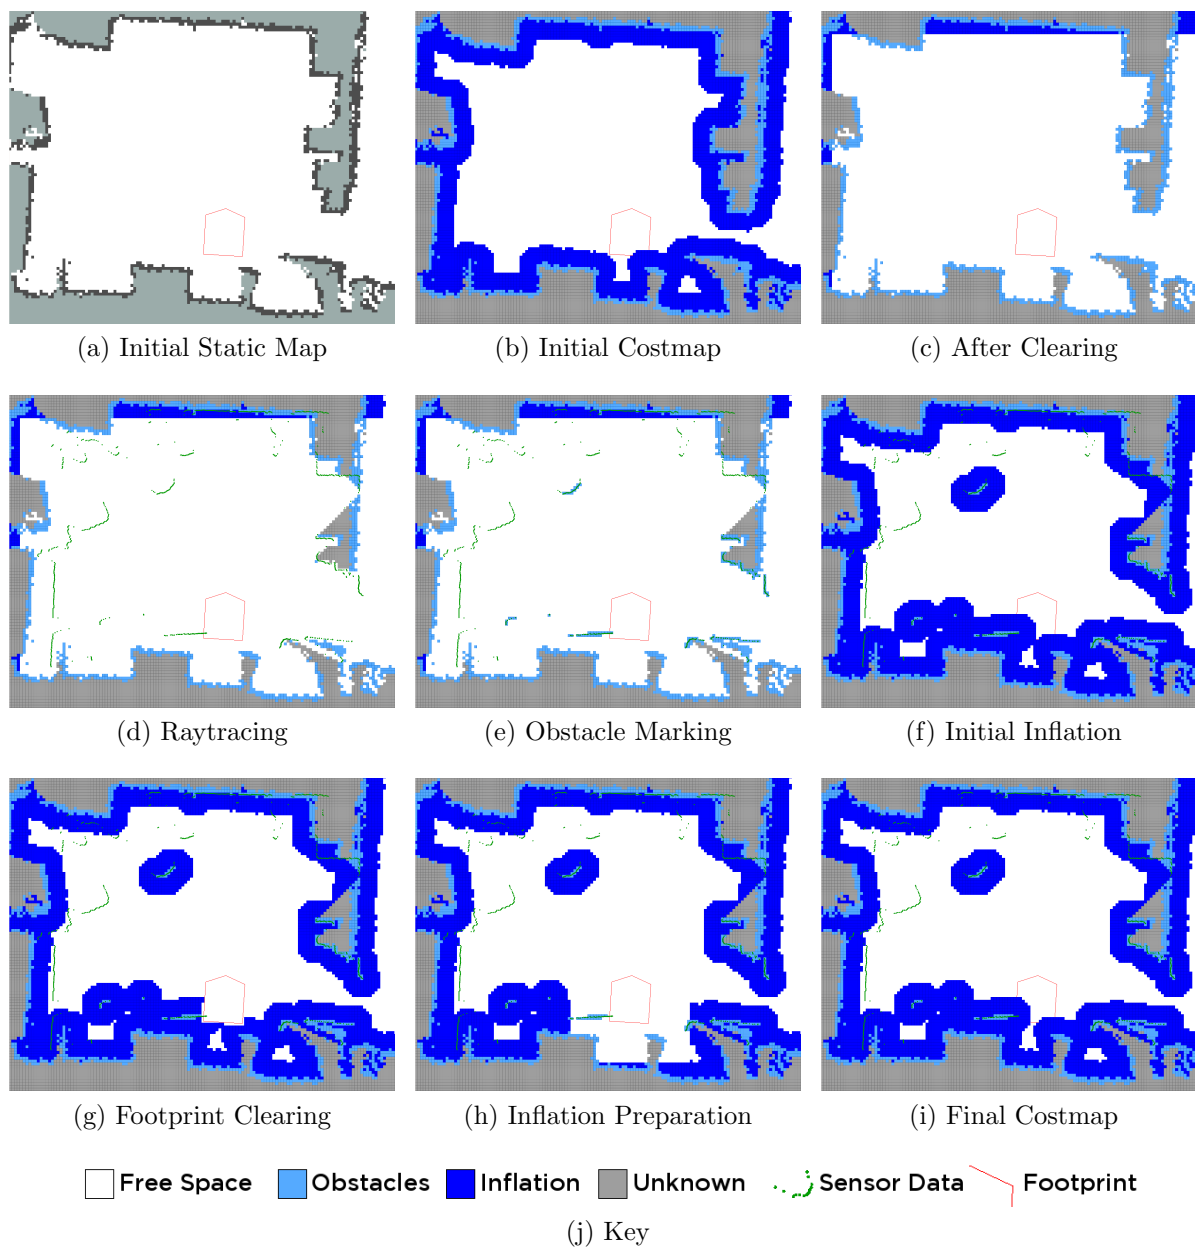 (a) Initial Static Map
(b) Initial Costmap
(c) After Clearing
(d) Raytracing
(e) Obstacle Marking
(f) Initial Inflation
(g) Footprint Clearing
(h) Inflation Preparation
(i) Final Costmap
Free Space Obstacles Inflation Unknown Sensor Data Footprint
(j) Key